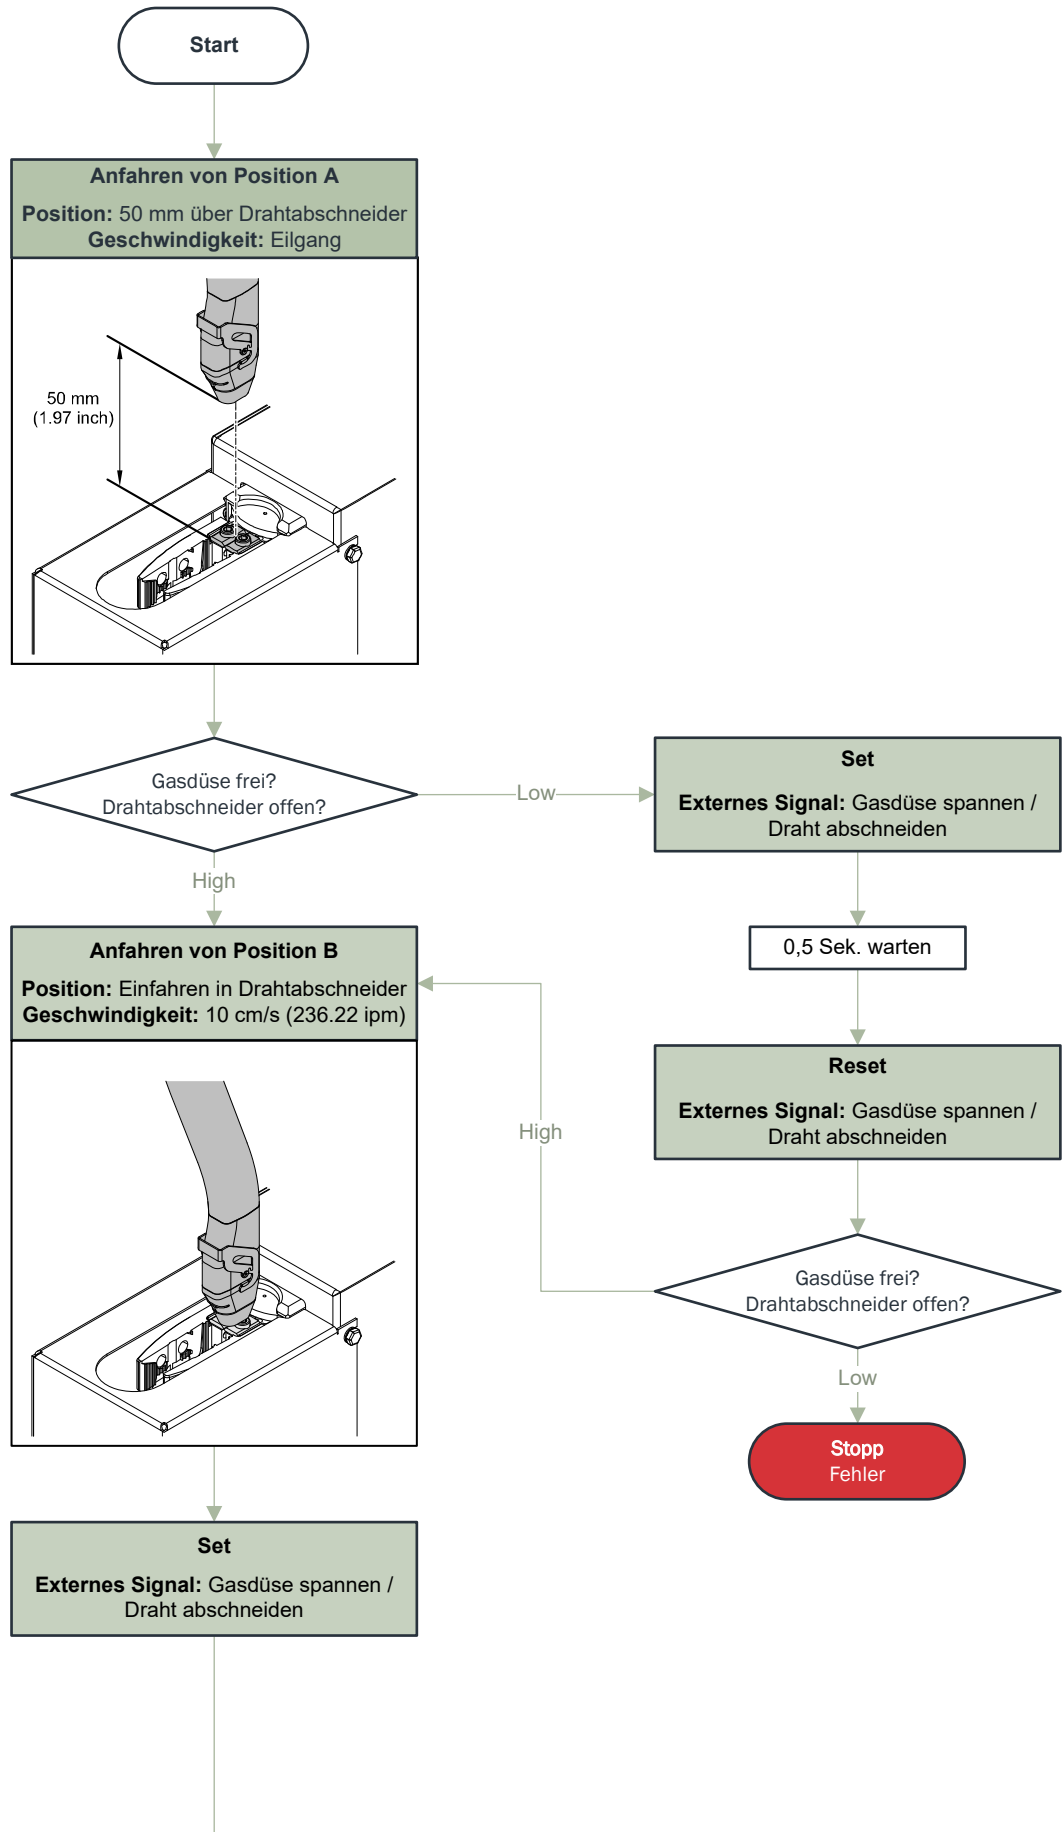 Start
Anfahren von Position A
Position: 50 mm über Drahtabschneider
Geschwindigkeit: Eilgang
50 mm
(1.97 inch)
Gasdüse frei?
Drahtabschneider offen?
Low
Set
Externes Signal: Gasdüse spannen /
Draht abschneiden
High
0,5 Sek. warten
Anfahren von Position B
Position: Einfahren in Drahtabschneider
Geschwindigkeit: 10 cm/s (236.22 ipm)
Reset
Externes Signal: Gasdüse spannen /
Draht abschneiden
High
Gasdüse frei?
Drahtabschneider offen?
Low
Stopp
Fehler
Set
Externes Signal: Gasdüse spannen /
Draht abschneiden